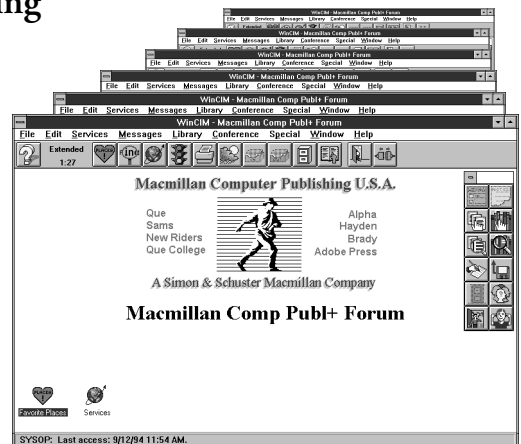 ing
WinCIM - Macmillan Comp Publ+ Forum
File Edit Services Messages Library Conference Special Window Help
Extended
WinCIM - Macmillan Comp Publ+ Forum
File Edit Services Messages Library Conference Special Window Help
WinCIM - Macmillan Comp Publ+ Forum
File Edit Services Messages Library Conference Special Window Help
WinCIM - Macmillan Comp Publ+ Forum
File Edit Services Messages Library Conference Special Window Help
WinCIM - Macmillan Comp Publ+ Forum
File Edit Services Messages Library Conference Special Window Help
WinCIM - Macmillan Comp Publ+ Forum
File Edit Services Messages Library Conference Special Window Help
Extended
1:27
Macmillan Computer Publishing U.S.A.
Que Alpha
Sams Hayden
New Riders Brady
Que College Adobe Press
A Simon & Schuster Macmillan Company
Macmillan Comp Publ+ Forum
Favorite Places Services
SYSOP: Last access: 9/12/94 11:54 AM.